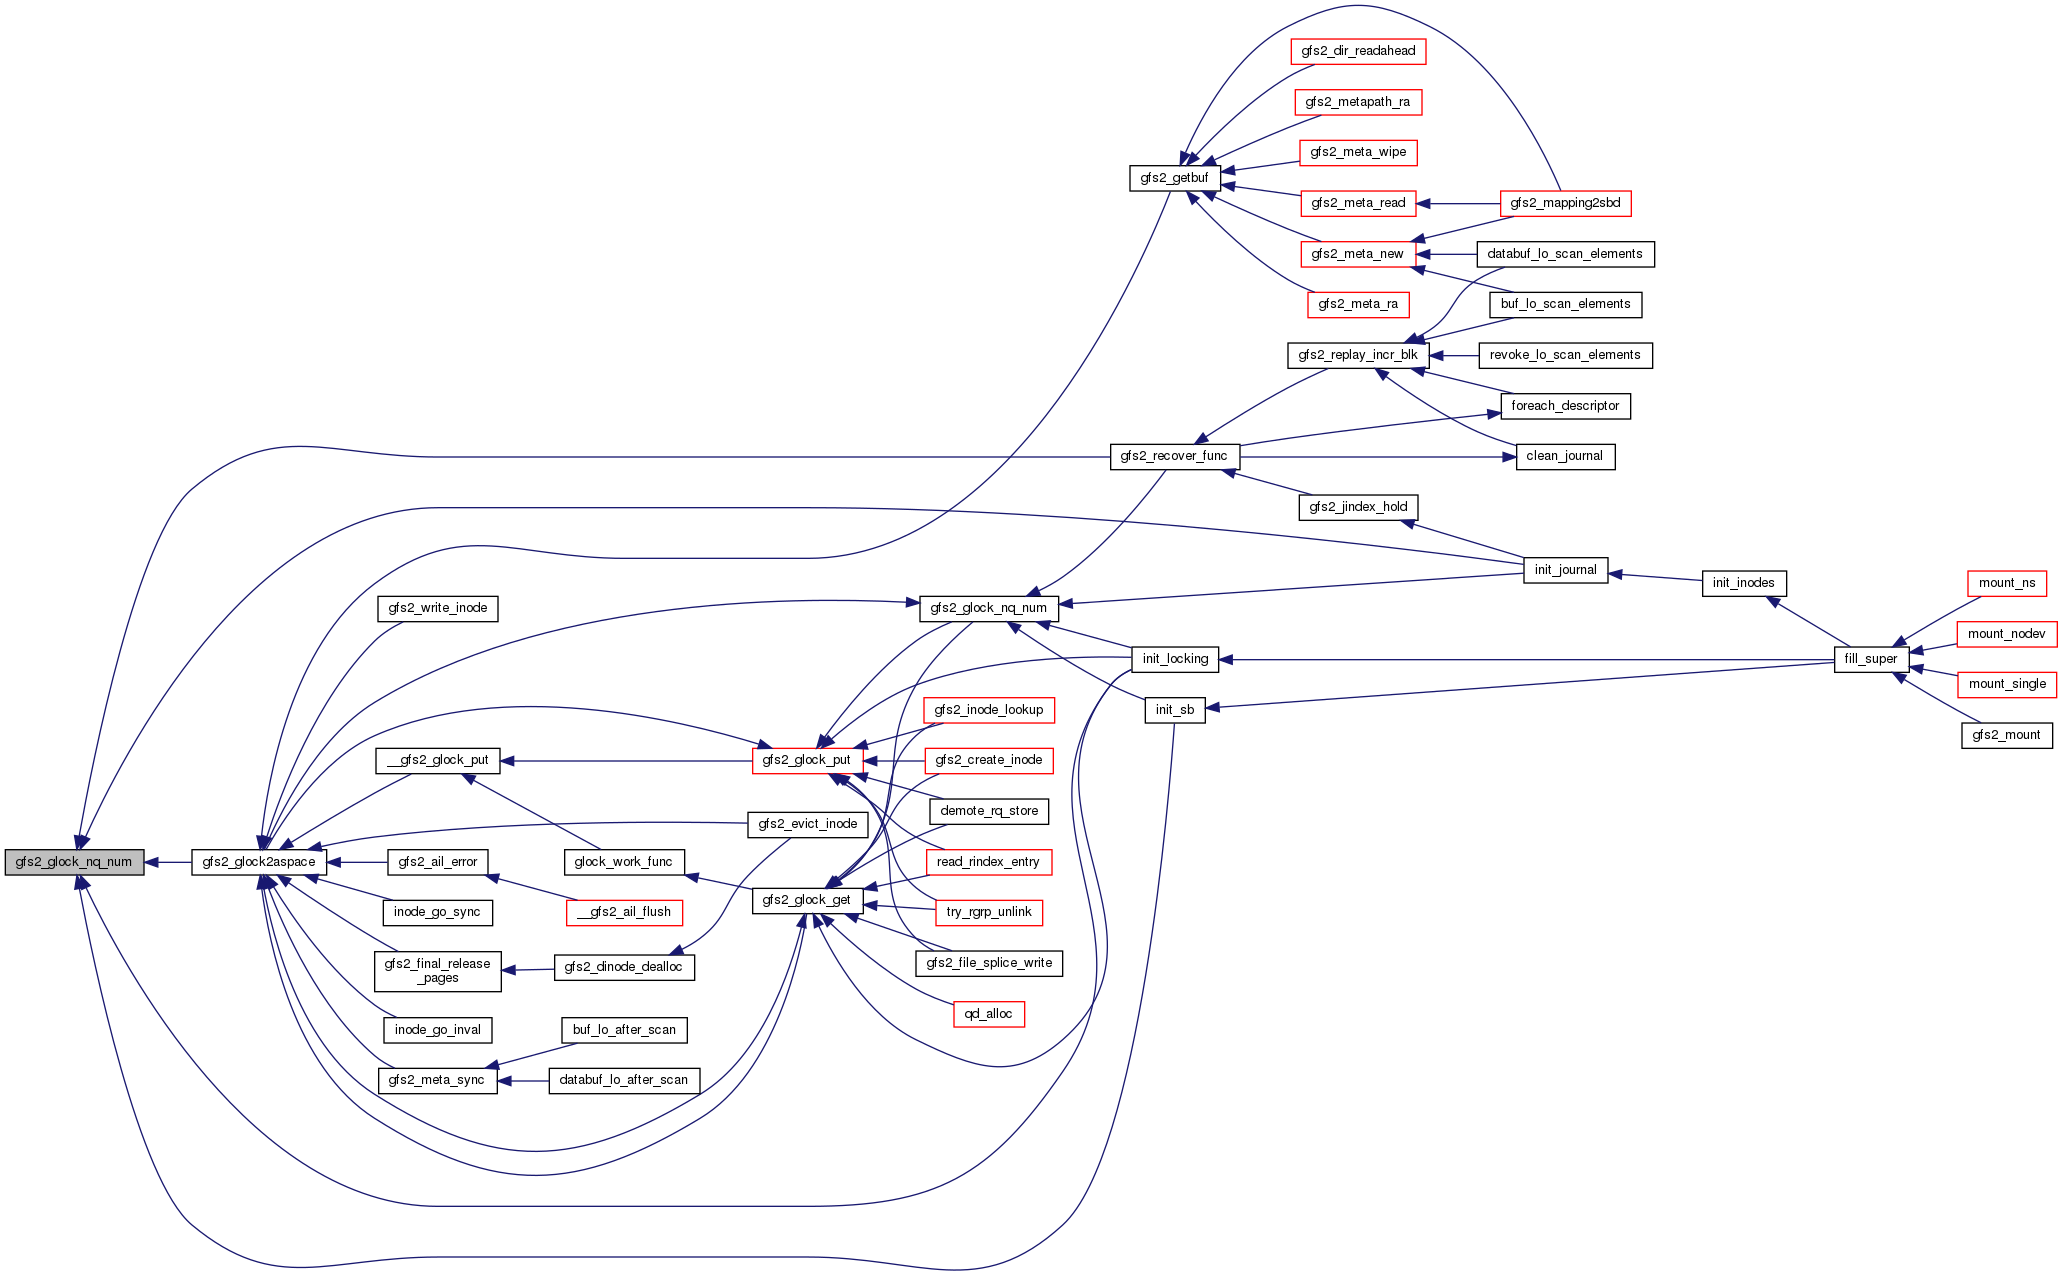 gfs2_dir_readahead
gfs2_metapath_ra
gfs2_meta_wipe
gfs2_getbuf
gfs2_meta_read
gfs2_mapping2sbd
gfs2_meta_new
databuf_lo_scan_elements
gfs2_meta_ra
buf_lo_scan_elements
gfs2_replay_incr_blk
revoke_lo_scan_elements
foreach_descriptor
gfs2_recover_func
clean_journal
gfs2_jindex_hold
init_journal
init_inodes
mount_ns
gfs2_write_inode
gfs2_glock_nq_num
mount_nodev
init_locking
fill_super
mount_single
gfs2_inode_lookup
init_sb
gfs2_mount
__gfs2_glock_put
gfs2_glock_put
gfs2_create_inode
demote_rq_store
gfs2_evict_inode
gfs2_glock_nq_num
gfs2_glock2aspace
gfs2_ail_error
glock_work_func
read_rindex_entry
gfs2_glock_get
inode_go_sync
__gfs2_ail_flush
try_rgrp_unlink
gfs2_final_release
_pages
gfs2_dinode_dealloc
gfs2_file_splice_write
qd_alloc
inode_go_inval
buf_lo_after_scan
gfs2_meta_sync
databuf_lo_after_scan